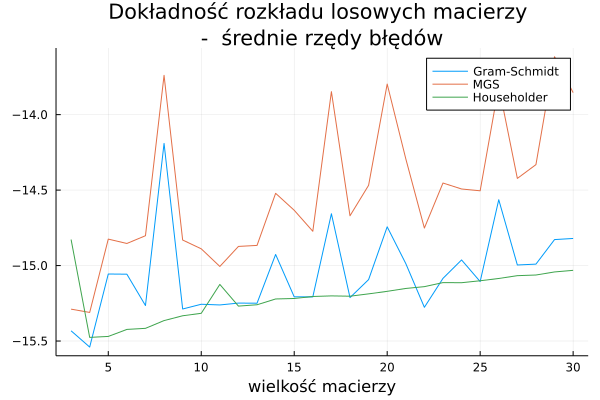 Dokładność rozkładu losowych macierzy
- średnie rzędy błędów
Gram-Schmidt
MGS
Householder
−14.0
−14.5
−15.0
−15.5
5
10
15
20
25
30
wielkość macierzy